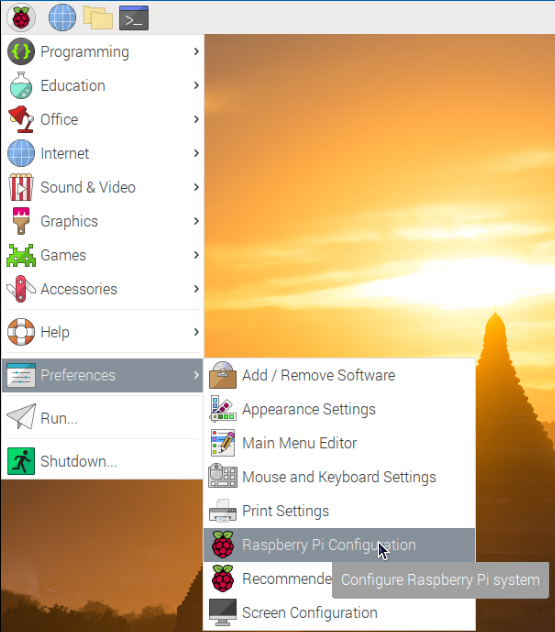 >_
Programming
Education
Office
Internet
Sound & Video
Graphics
Games
Accessories
Help
Preferences
Run...
Shutdown...
Add / Remove Software
Appearance Settings
Main Menu Editor
Mouse and Keyboard Settings
Print Settings
Raspberry Pi Configuration
Recommende
Configure Raspberry Pi system
Screen Configuration